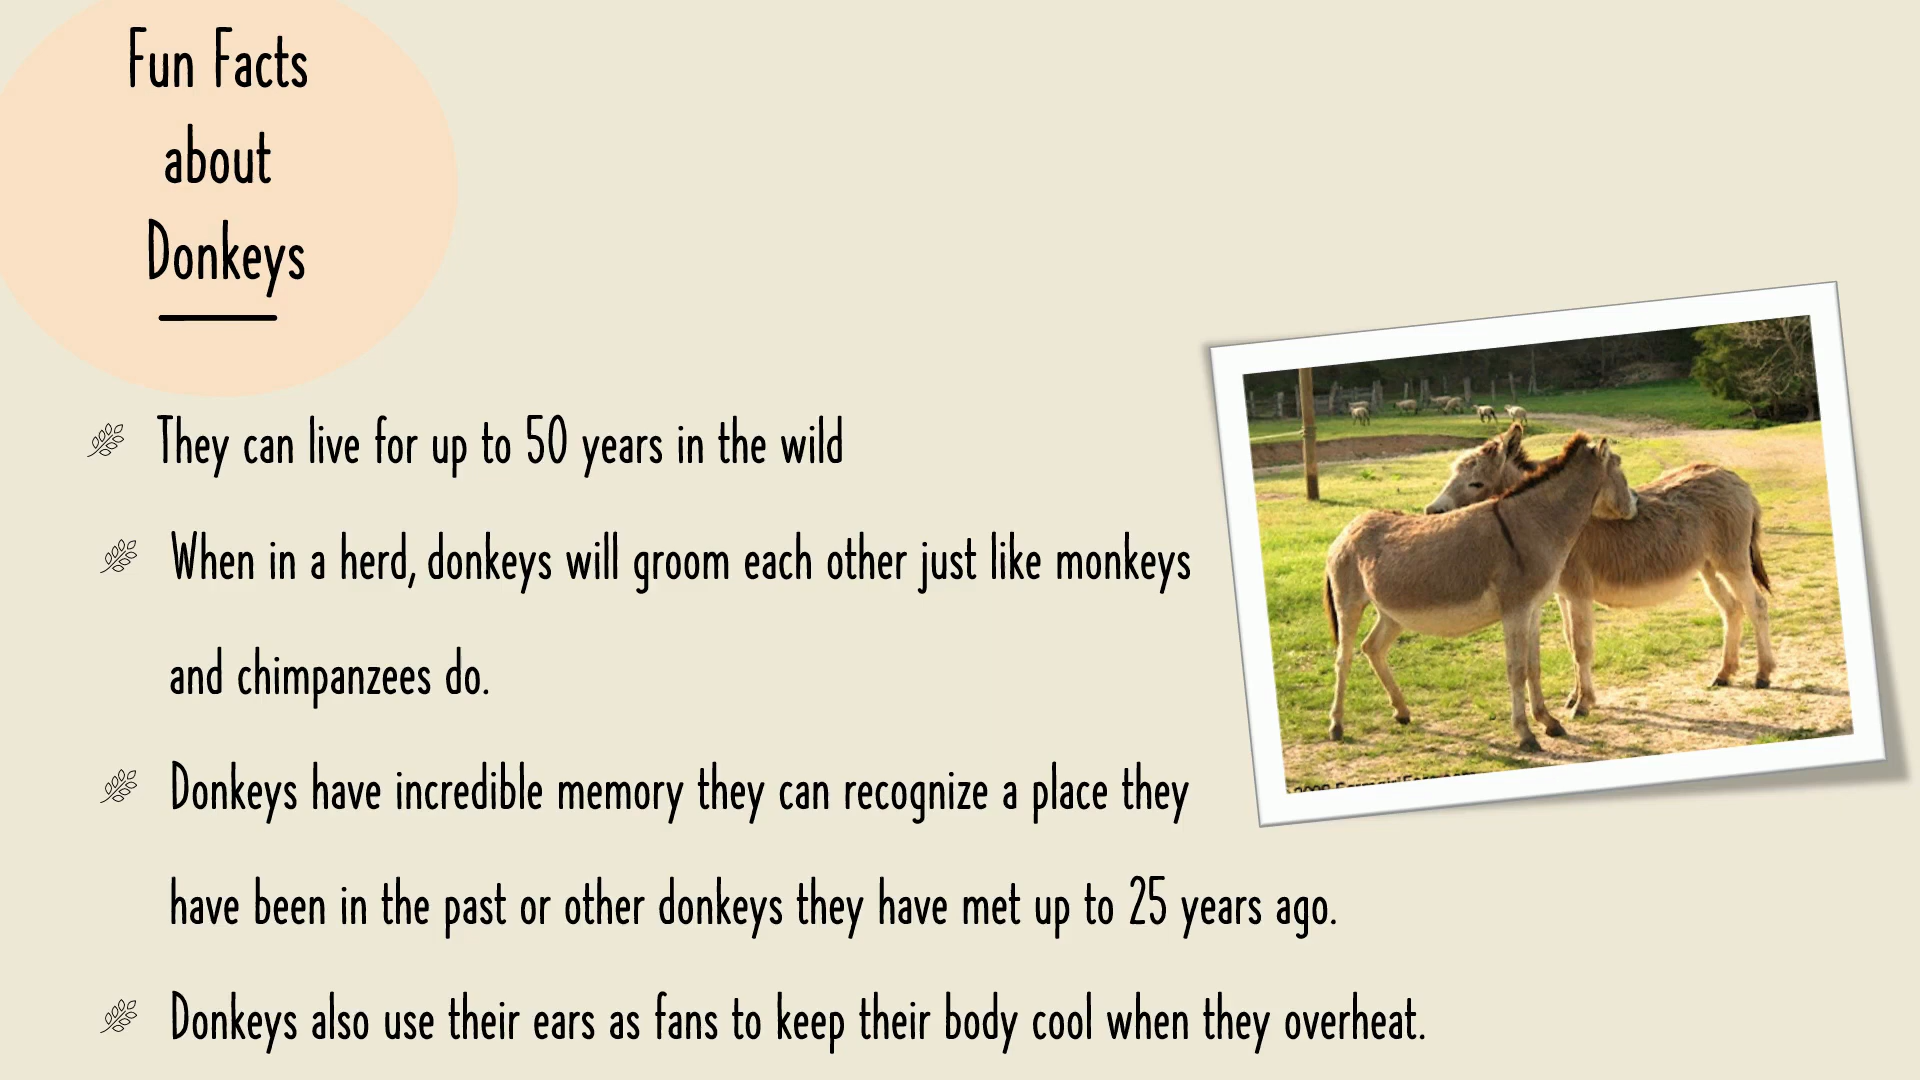 Fun Facts
about
Donkeys
They can live for up to 50 years in the wild
When in a herd, donkeys will groom each other just like monkeys
and chimpanzees do.
Donkeys have incredible memory they can recognize a place they
have been in the past or other donkeys they have met up to 25 years ago.
Donkeys also use their ears as fans to keep their body cool when they overheat.